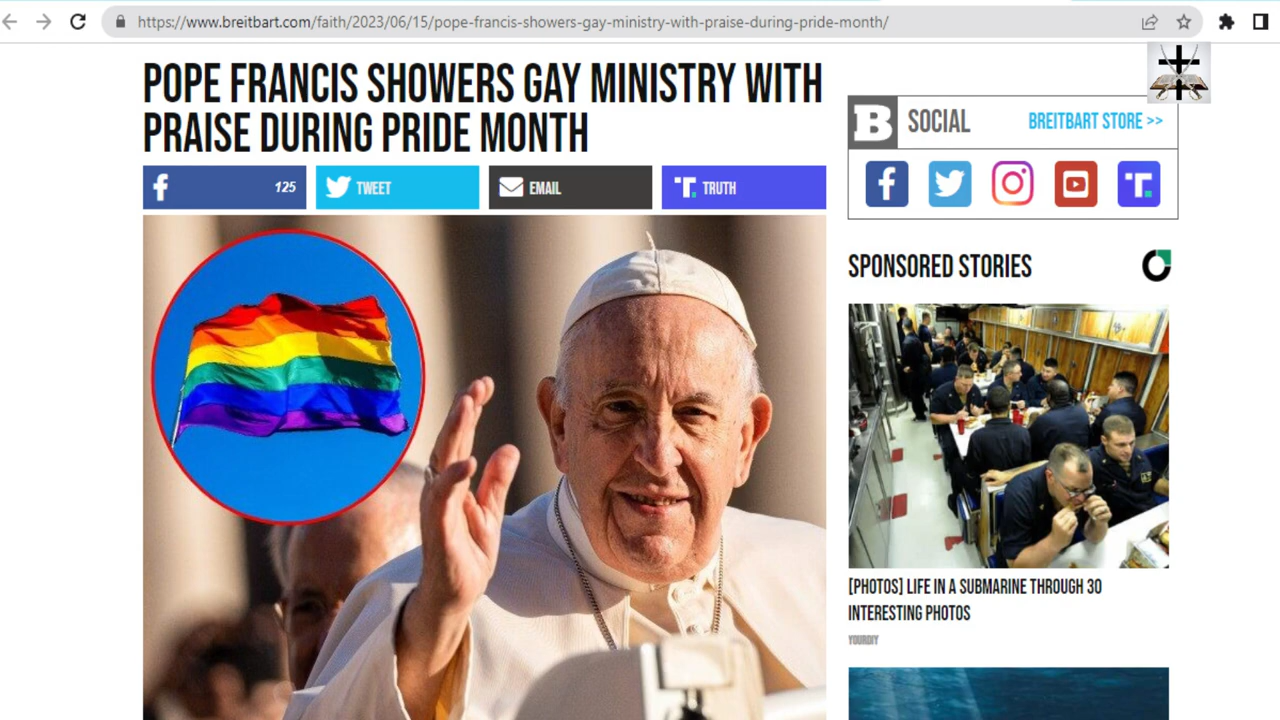 https://www.breitbart.com/faith/2023/06/15/pope-francis-showers-gay-ministry-with-praise-during-pride-month/
POPE FRANCIS SHOWERS GAY MINISTRY WITH
PRAISE DURING PRIDE MONTH
125
TWEET
EMAIL
TRUTH
B SOCIAL
BREITBART STORE >>
SPONSORED STORIES
[PHOTOS] LIFE IN A SUBMARINE THROUGH 30
INTERESTING PHOTOS
YOURDIY